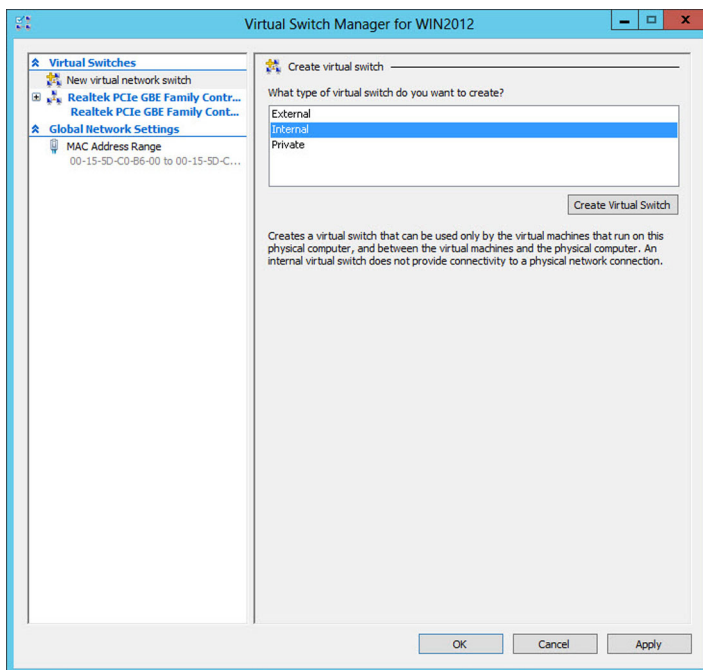 Virtual Switch Manager for WIN2012
Virtual Switches
New virtual network switch
Realtek PCIe GBE Family Contr...
Realtek PCIe GBE Family Cont...
Global Network Settings
MAC Address Range
00-15-5D-C0-B6-00 to 00-15-5D-C...
Create virtual switch
What type of virtual switch do you want to create?
External
Internal
Private
Create Virtual Switch
Creates a virtual switch that can be used only by the virtual machines that run on this
physical computer, and between the virtual machines and the physical computer. An
internal virtual switch does not provide connectivity to a physical network connection.
OK
Cancel
Apply